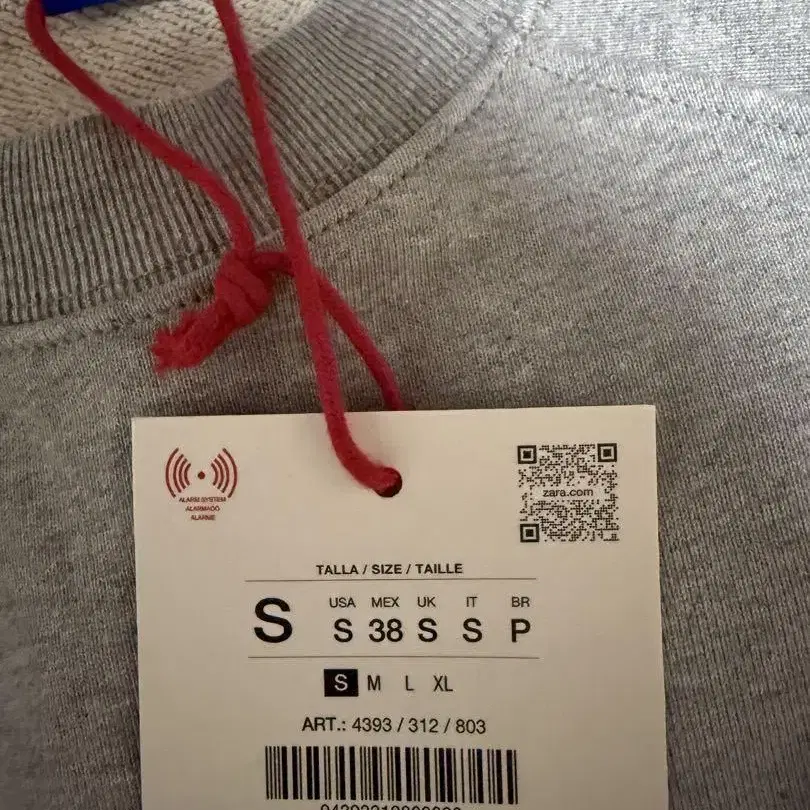 ALARM SYSTEM
ALARMADO
ALARME
zara.com
TALLA / SIZE / TAILLE
USA MEX UK IT BR
S S 38 S S P
S M L XL
ART.: 4393 / 312 / 803